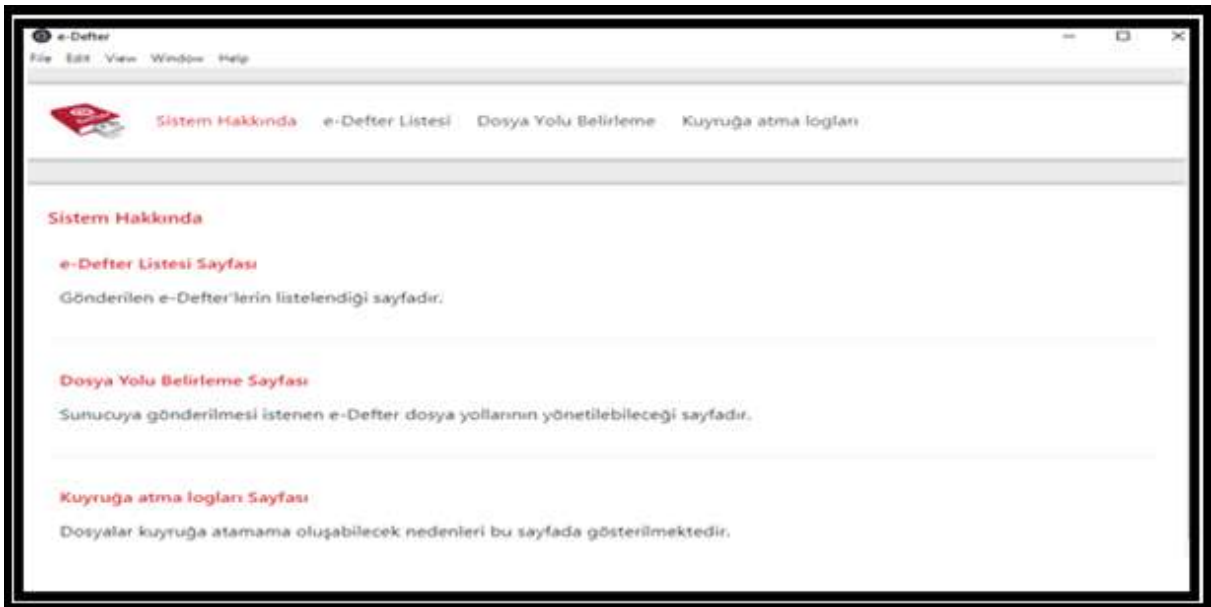 e-Defter
File Edit View Window Help
Sistem Hakkında e-Defter Listesi Dosya Yolu Belirleme Kuyruğa atma logları
Sistem Hakkında
e-Defter Listesi Sayfası
Gönderilen e-Defter'lerin listelendiği sayfadır.
Dosya Yolu Belirleme Sayfası
Sunucuya gönderilmesi istenen e-Defter dosya yollarının yönetilebileceği sayfadır.
Kuyruğa atma logları Sayfası
Dosyalar kuyruğa atamama oluşabilecek nedenleri bu sayfada gösterilmektedir.